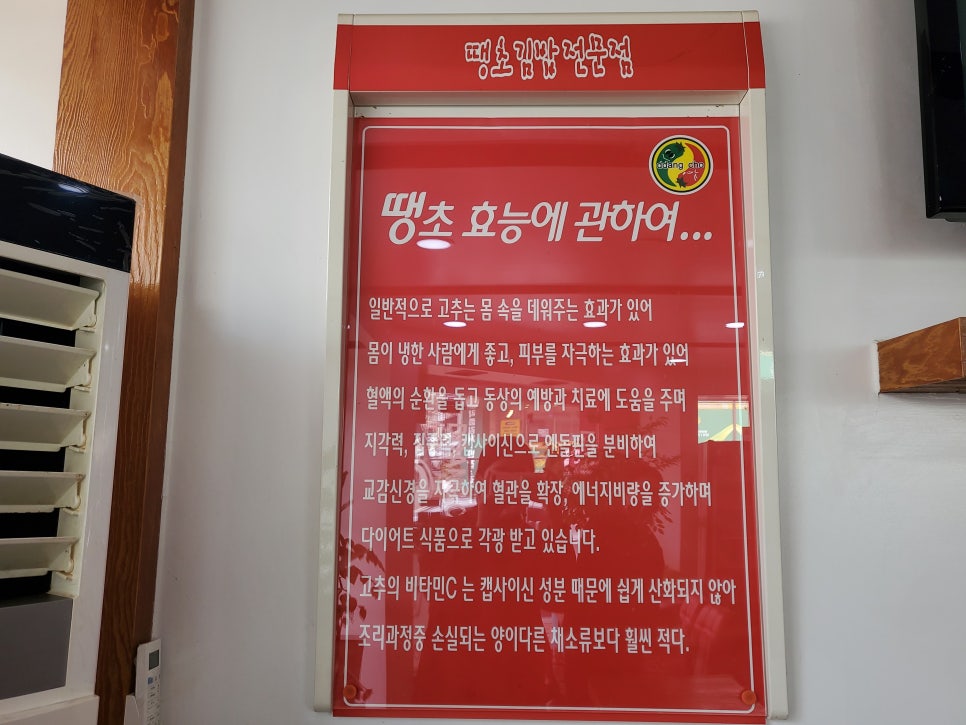 땡초김밥 전문점
ddang cho
땡초 효능에 관하여...
일반적으로 고추는 몸 속을 데워주는 효과가 있어
몸이 냉한 사람에게 좋고, 피부를 자극하는 효과가 있어
혈액의 순환을 돕고 동상의 예방과 치료에 도움을 주며
지각력, 집중력, 캡사이신으로 엔돌핀을 분비하여
교감신경을 자극하여 혈관을 확장, 에너지비량을 증가하며
다이어트 식품으로 각광 받고 있습니다.
고추의 비타민C 는 캡사이신 성분 때문에 쉽게 산화되지 않아
조리과정중 손실되는 양이다른 채소류보다 훨씬 적다.